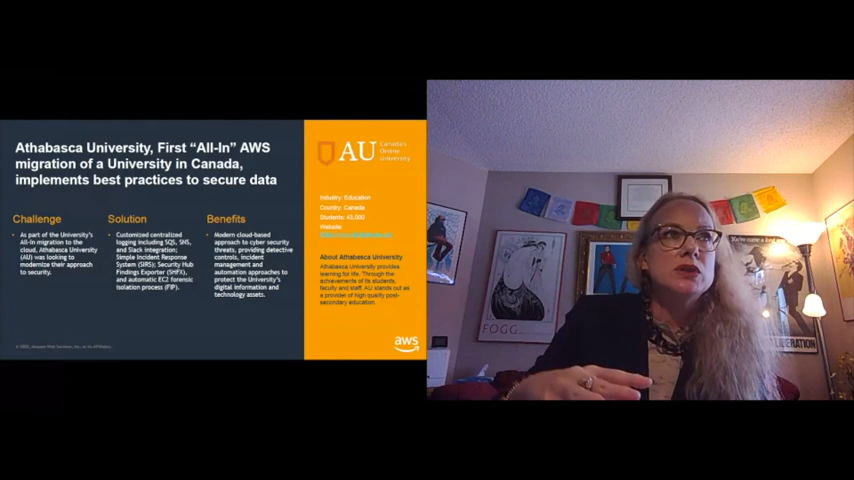 Athabasca University, First “All-In” AWS
migration of a University in Canada,
implements best practices to secure data
Challenge
• As part of the University's
All-In migration to the
cloud, Athabasca University
(AU) was looking to
modernize their approach
to security.
Solution
• Customized centralized
logging including SQS, SNS,
and Slack integration;
Simple Incident Response
System (SIRS); Security Hub
Findings Exporter (SHFX),
and automatic EC2 forensic
isolation process (FIP).
Benefits
• Modern cloud-based
approach to cyber security
threats, providing detective
controls, incident
management and
automation approaches to
protect the University's
digital information and
technology assets.
AU
Canada's
Online
University
Industry: Education
Country: Canada
Students: 43,000
Website:
About Athabasca University
Athabasca University provides
learning for life. Through the
achievements of its students,
faculty and staff, AU stands out as
a provider of high quality post-
secondary education.
aws
FOGG
LIBERATION